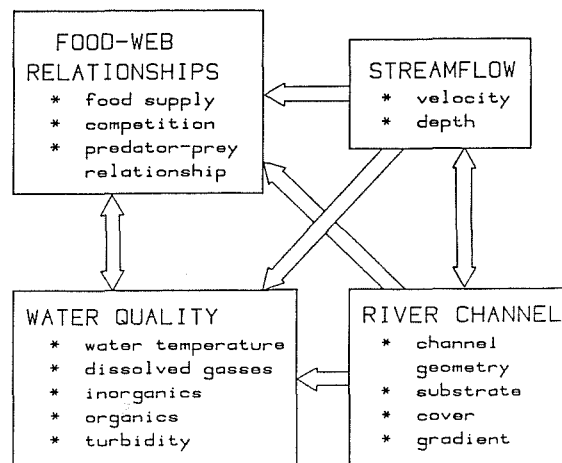 FOOD-WEB
RELATIONSHIPS
* food supply
* competition
* predator-prey
relationship
STREAMFLOW
* velocity
* depth
WATER QUALITY
* water temperature
* dissolved gasses
* inorganics
* organics
* turbidity
RIVER CHANNEL
* channel
geometry
* substrate
* cover
* gradient